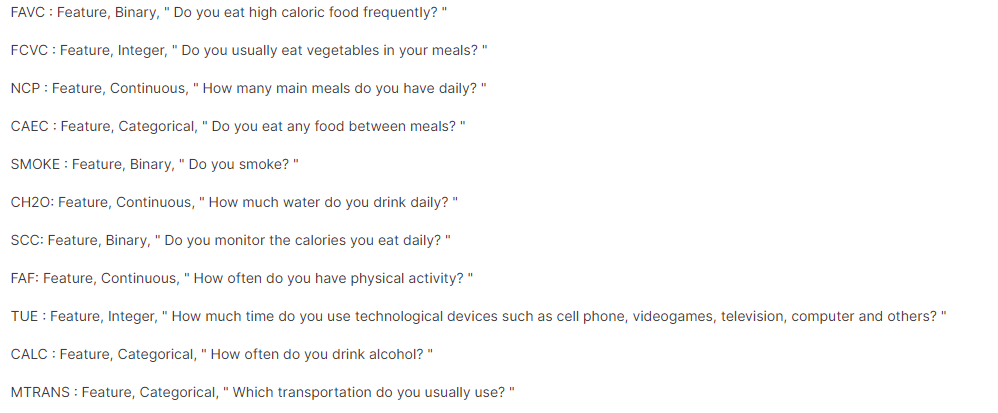 FAVC : Feature, Binary, " Do you eat high caloric food frequently? "
FCVC : Feature, Integer, " Do you usually eat vegetables in your meals? "
NCP : Feature, Continuous, " How many main meals do you have daily? "
CAEC : Feature, Categorical, " Do you eat any food between meals? "
SMOKE : Feature, Binary, " Do you smoke? "
CH2O: Feature, Continuous, " How much water do you drink daily? "
SCC: Feature, Binary, " Do you monitor the calories you eat daily? "
FAF: Feature, Continuous, " How often do you have physical activity? "
TUE : Feature, Integer, " How much time do you use technological devices such as cell phone, videogames, television, computer and others? "
CALC : Feature, Categorical, " How often do you drink alcohol? "
MTRANS : Feature, Categorical, " Which transportation do you usually use? "